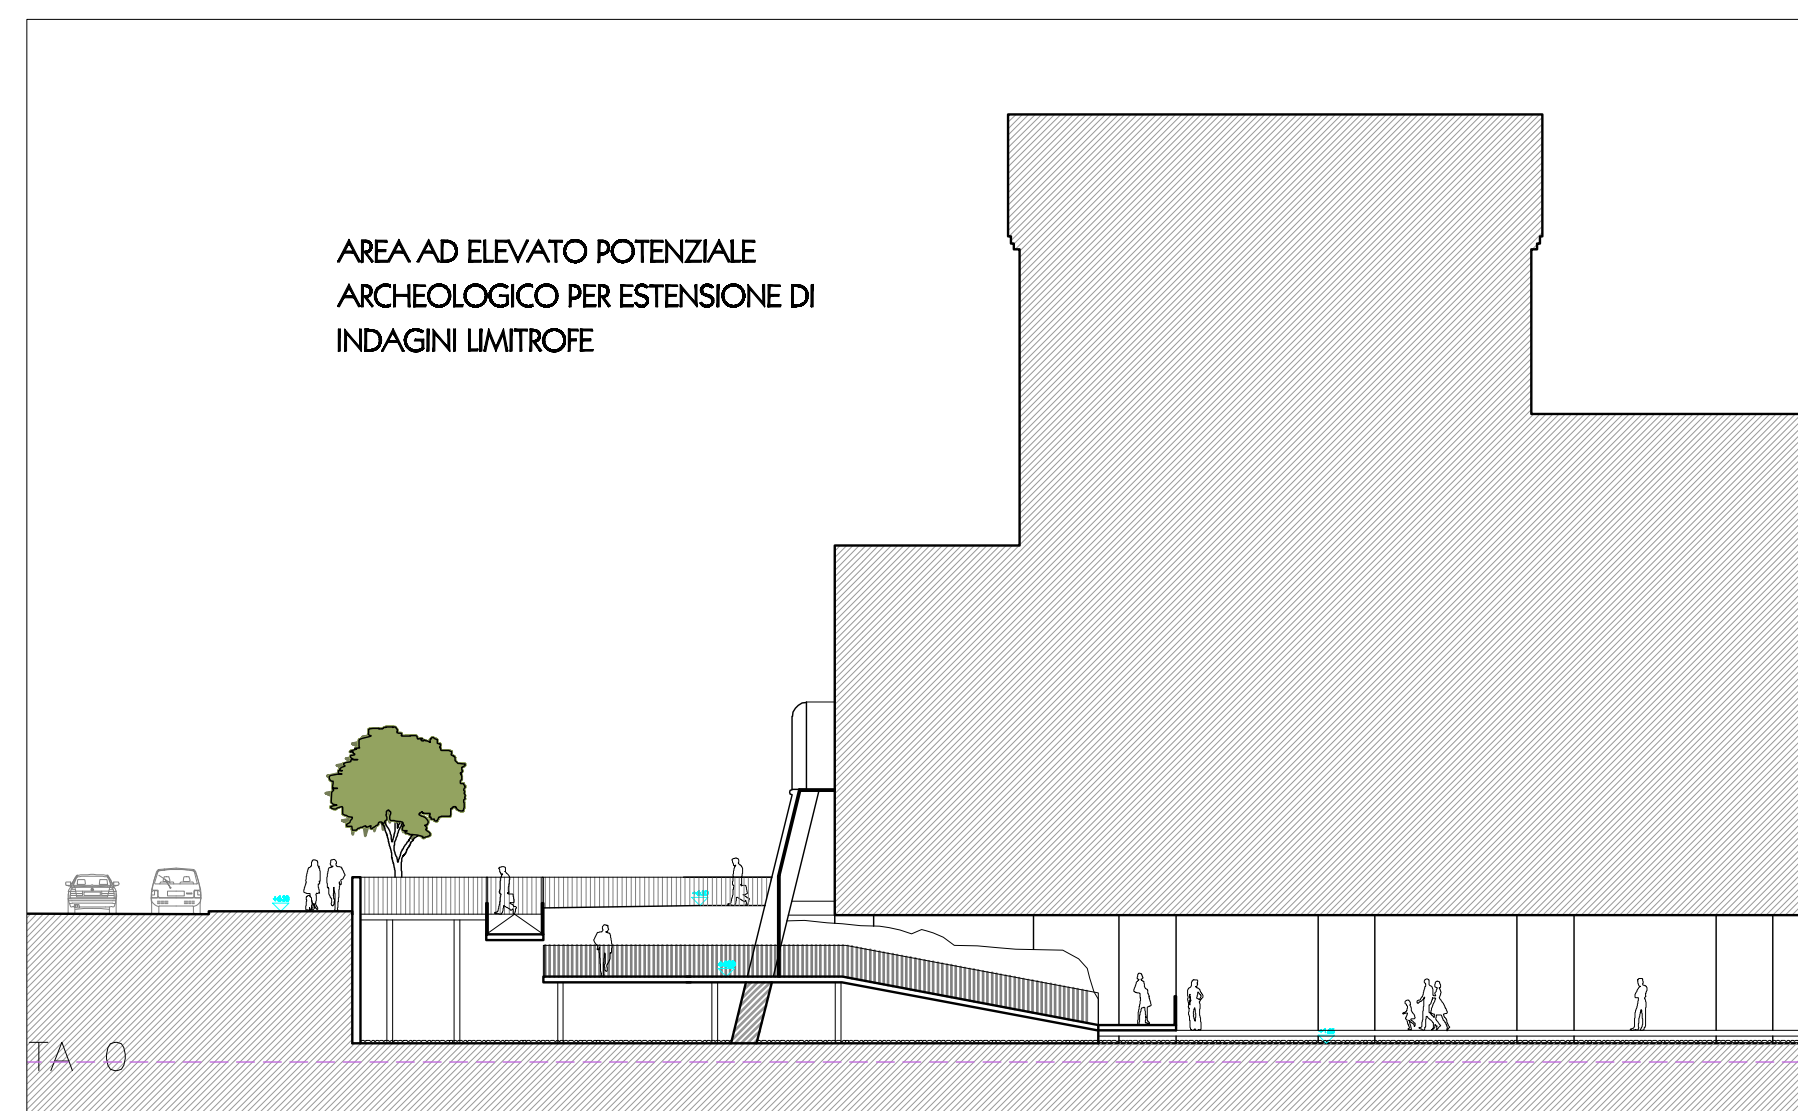 AREA AD ELEVATO POTENZIALE
ARCHEOLOGICO PER ESTENSIONE DI
INDAGINI LIMITROFE
TA 0